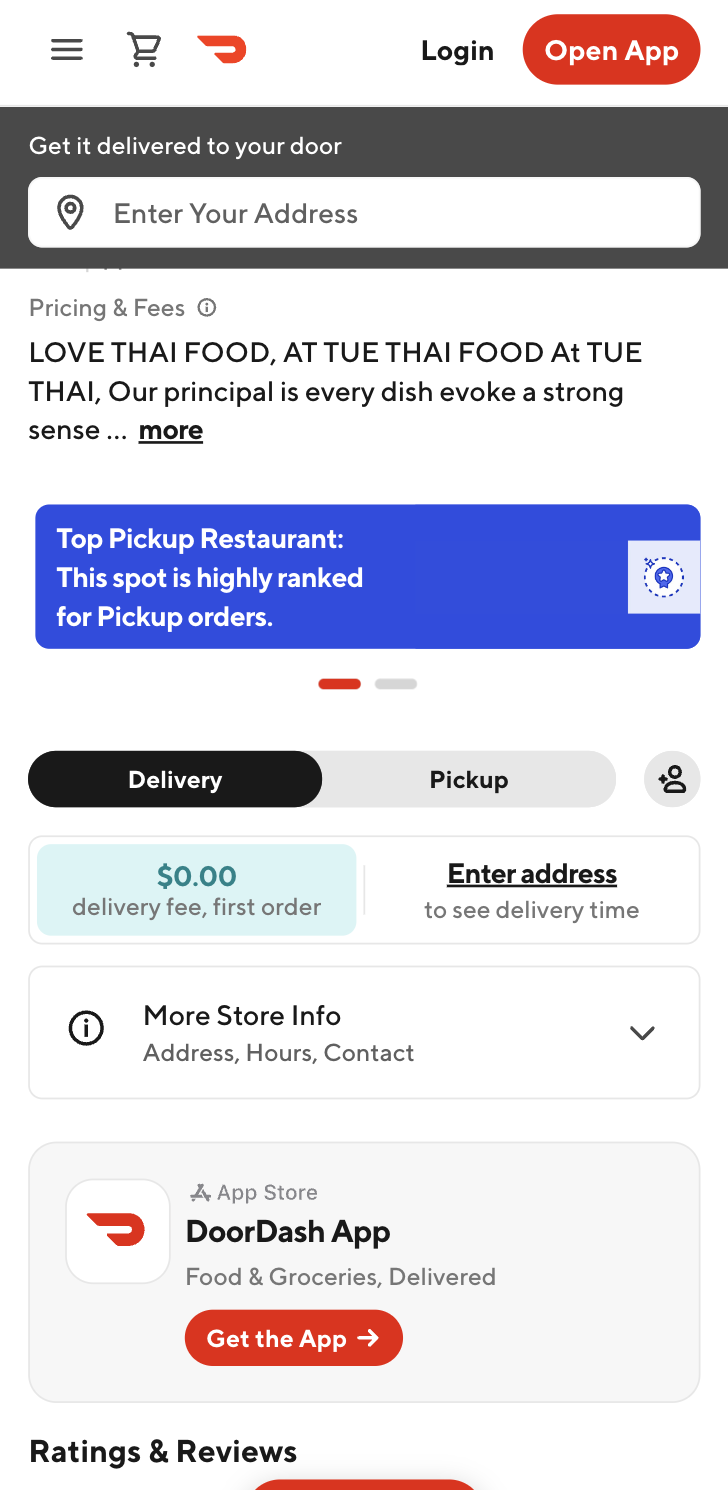 Login
Open App
Get it delivered to your door
Enter Your Address
Pricing & Fees
LOVE THAI FOOD, AT TUE THAI FOOD At TUE
THAI, Our principal is every dish evoke a strong
sense ... more
Top Pickup Restaurant:
This spot is highly ranked
for Pickup orders.
Delivery
Pickup
$0.00
delivery fee, first order
Enter address
to see delivery time
More Store Info
Address, Hours, Contact
App Store
DoorDash App
Food & Groceries, Delivered
Get the App →
Ratings & Reviews